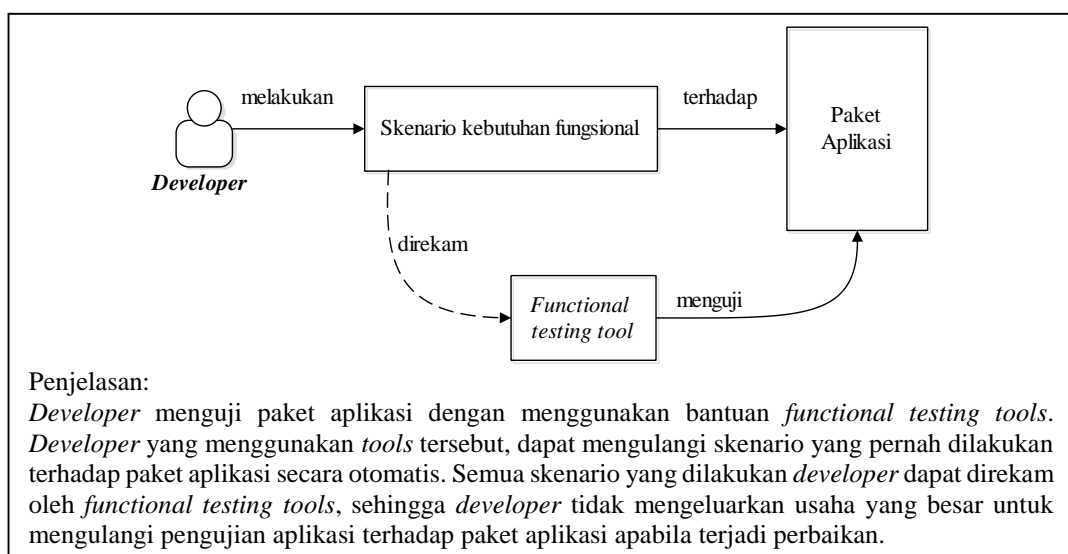 melakukan
terhadap
Skenario kebutuhan fungsional
Paket
Aplikasi
Developer
direkam
Functional
testing tool
menguji
Penjelasan:
Developer menguji paket aplikasi dengan menggunakan bantuan functional testing tools.
Developer yang menggunakan tools tersebut, dapat mengulangi skenario yang pernah dilakukan
terhadap paket aplikasi secara otomatis. Semua skenario yang dilakukan developer dapat direkam
oleh functional testing tools, sehingga developer tidak mengeluarkan usaha yang besar untuk
mengulangi pengujian aplikasi terhadap paket aplikasi apabila terjadi perbaikan.